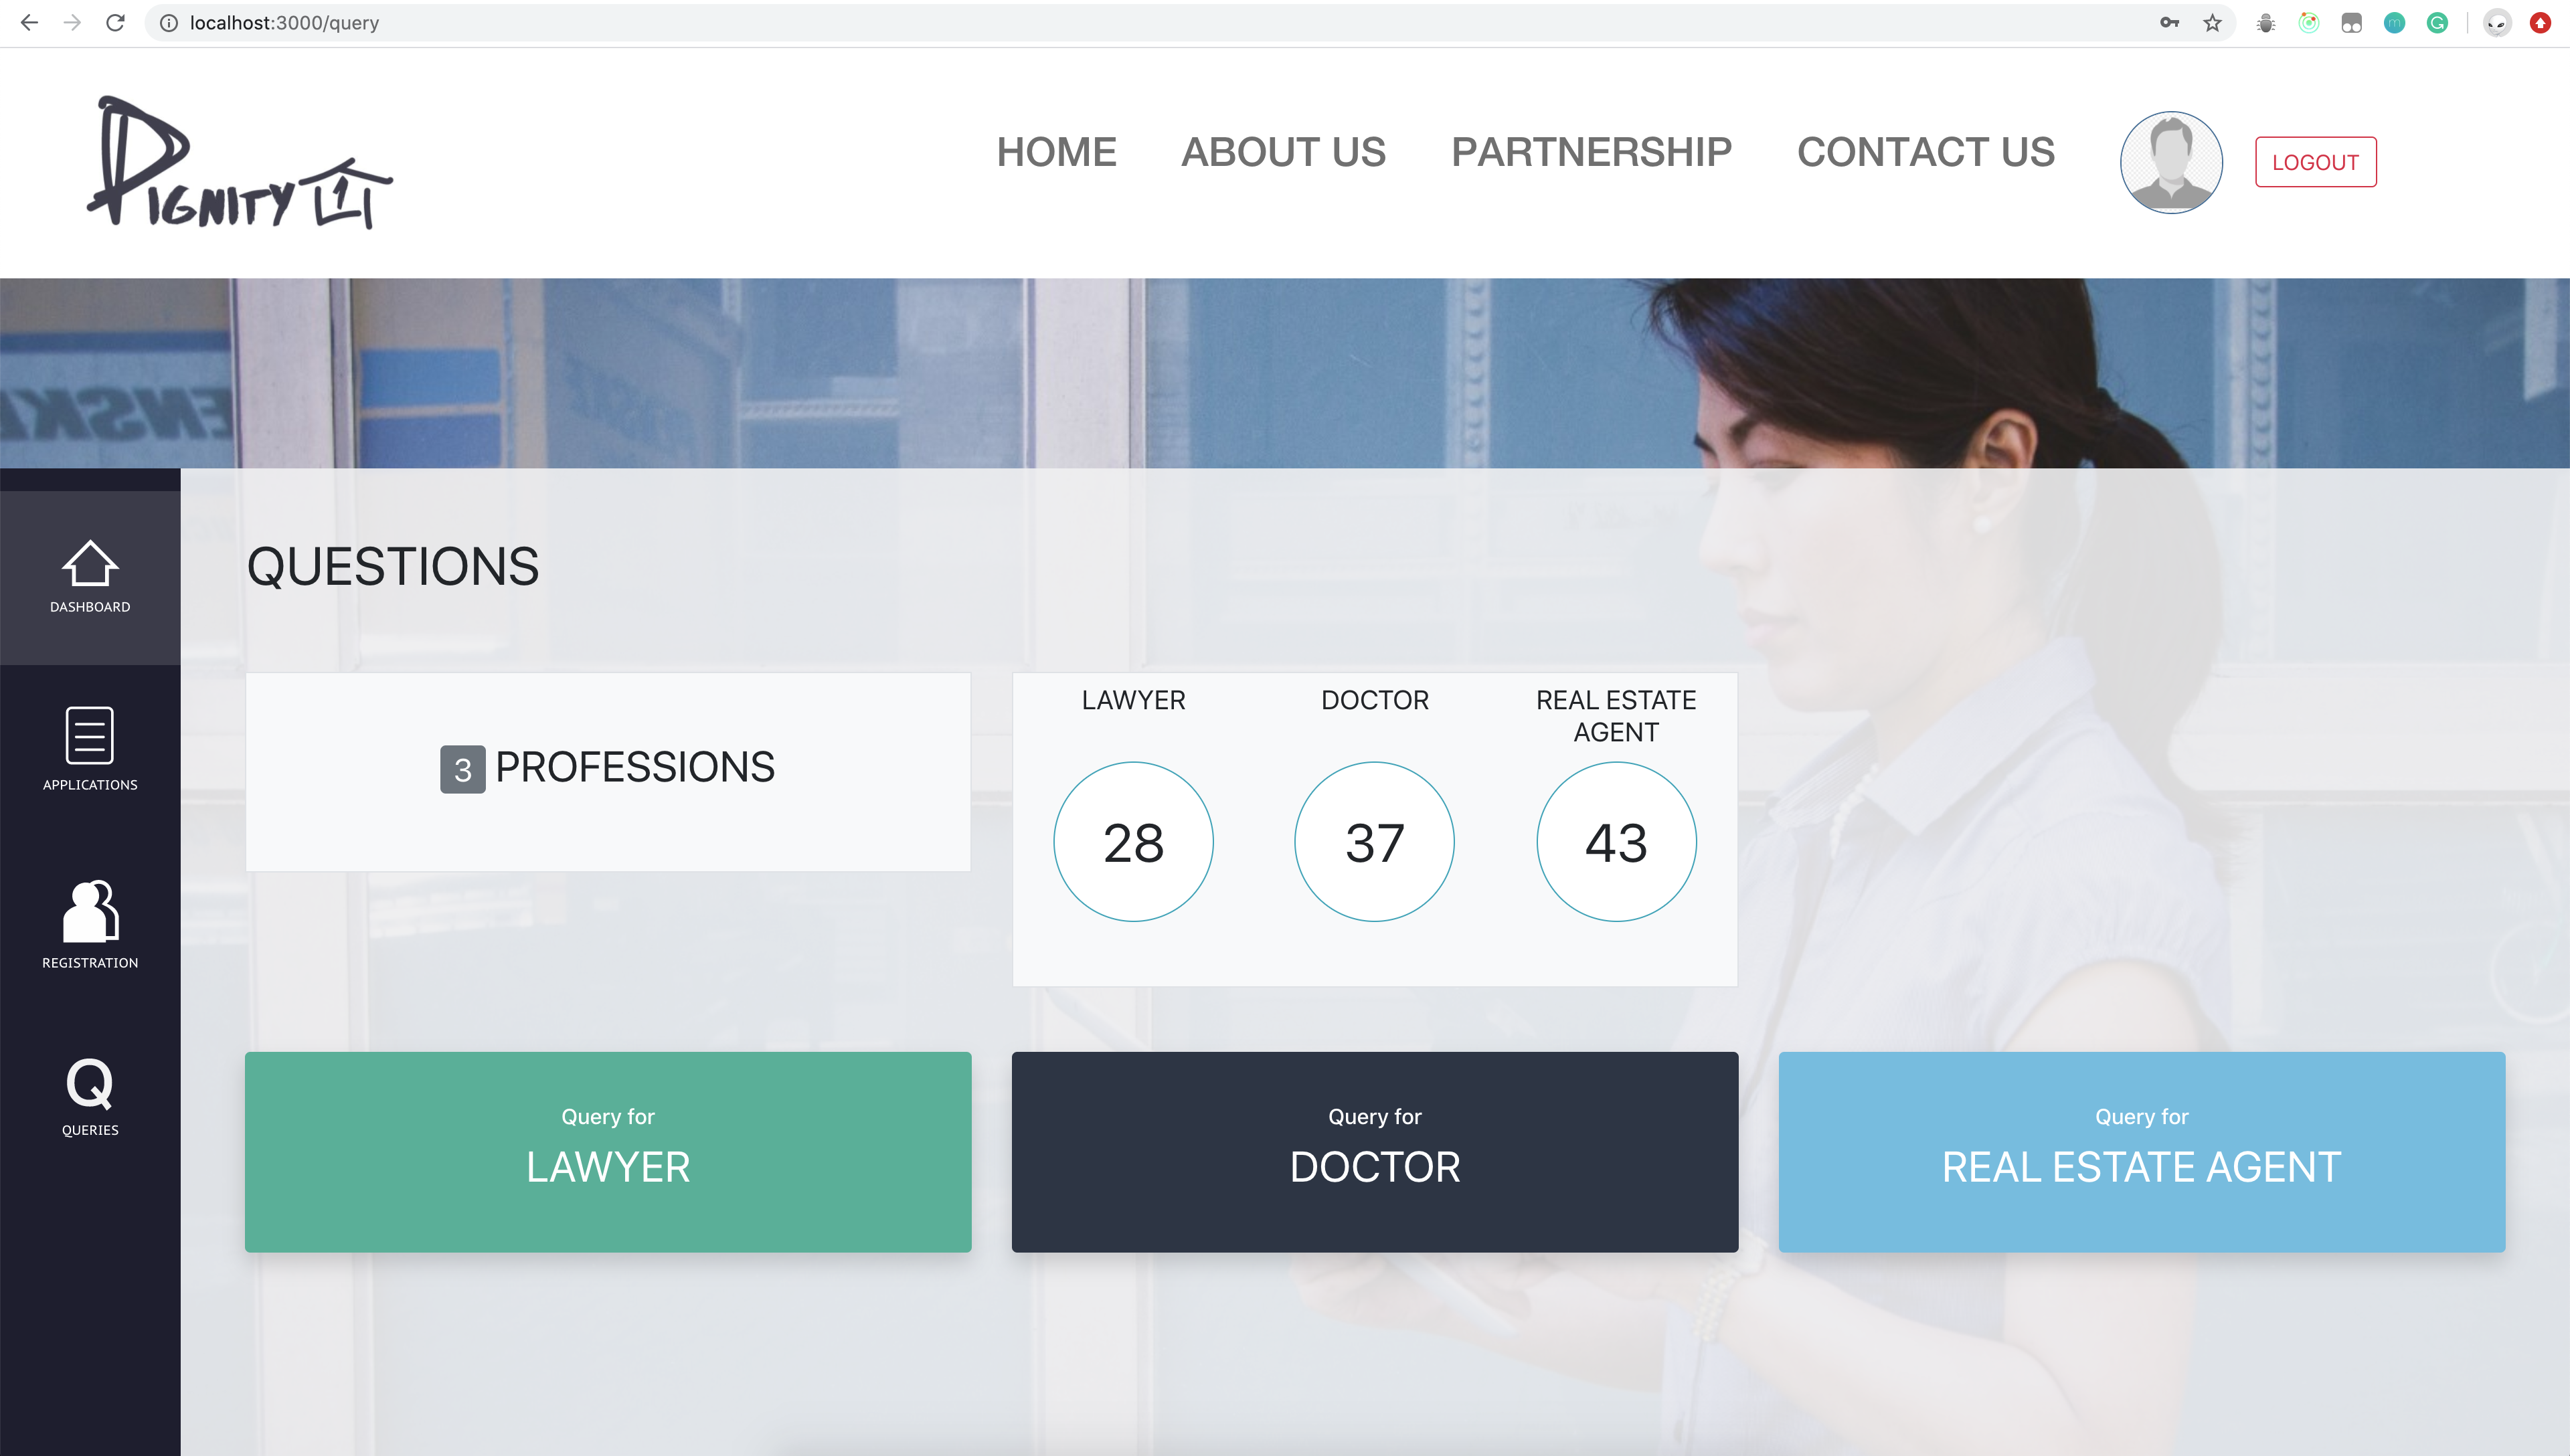 localhost:3000/query
DIGNITY 1
HOME ABOUT US PARTNERSHIP CONTACT US LOGOUT
DASHBOARD
APPLICATIONS
REGISTRATION
Q
QUERIES
QUESTIONS
3 PROFESSIONS
LAWYER
28
DOCTOR
37
REAL ESTATE
AGENT
43
Query for
LAWYER
Query for
DOCTOR
Query for
REAL ESTATE AGENT